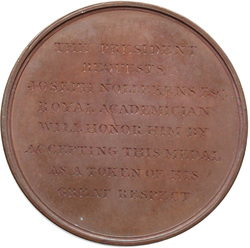 THE PRESIDENT
REQUESTS
JOSEPH NOLLEKENS ESQ
ROYAL ACADEMICIAN
WILL HONOR HIM BY
ACCEPTING THIS MEDAL
AS A TOKEN OF HIS
GREAT RESPECT